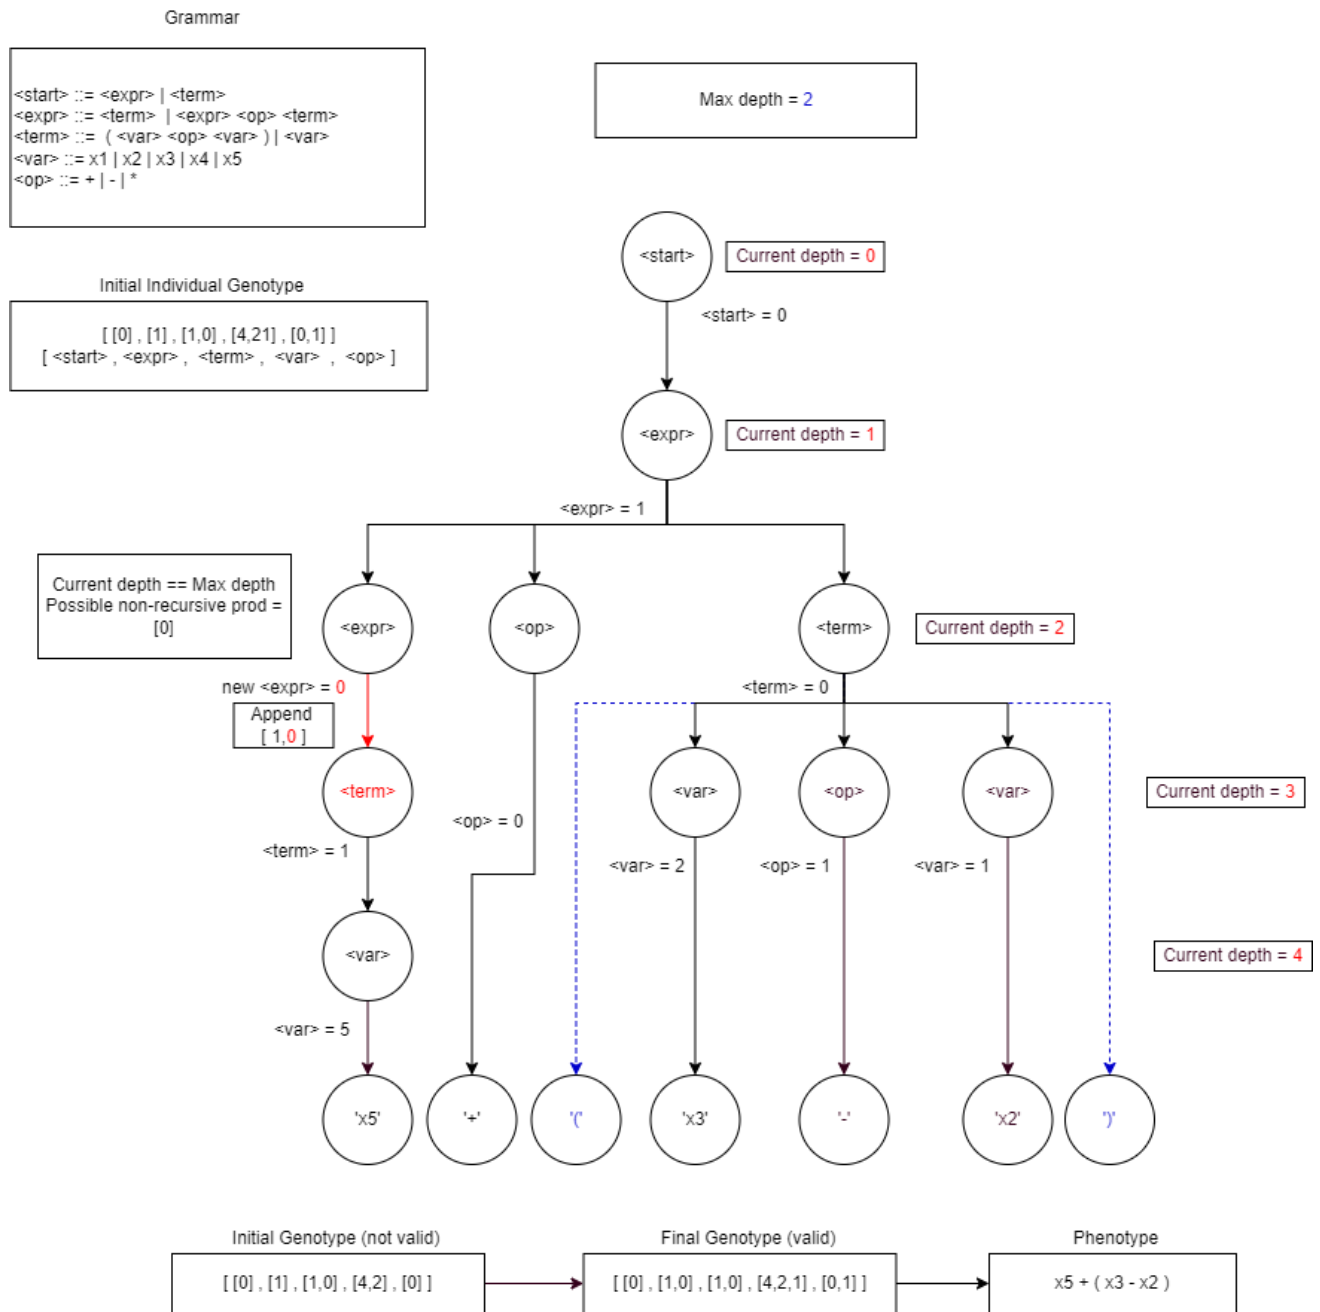 Grammar
<start> ::= <expr> | <term>
<expr> ::= <term> | <expr> <op> <term>
<term> ::= ( <var> <op> <var> ) | <var>
<var> ::= x1 | x2 | x3 | x4 | x5
<op> ::= + | - | *
Max depth = 2
Initial Individual Genotype
[ [0] , [1] , [1,0] , [4,21] , [0,1] ]
[ <start> , <expr> , <term> , <var> , <op> ]
<start>
Current depth = 0
<start> = 0
<expr>
Current depth = 1
<expr> = 1
Current depth == Max depth
Possible non-recursive prod =
[0]
<expr>
<op>
<term>
Current depth = 2
new <expr> = 0
Append
[ 1,0 ]
<term> = 0
<term>
<var>
<op>
<var>
Current depth = 3
<op> = 0
<term> = 1
<var> = 2
<op> = 1
<var> = 1
<var>
Current depth = 4
<var> = 5
'x5'
'+'
'('
'x3'
'-'
'x2'
')'
Initial Genotype (not valid)
[ [0] , [1] , [1,0] , [4,2] , [0] ]
Final Genotype (valid)
[ [0] , [1,0] , [1,0] , [4,2,1] , [0,1] ]
Phenotype
x5 + ( x3 - x2 )